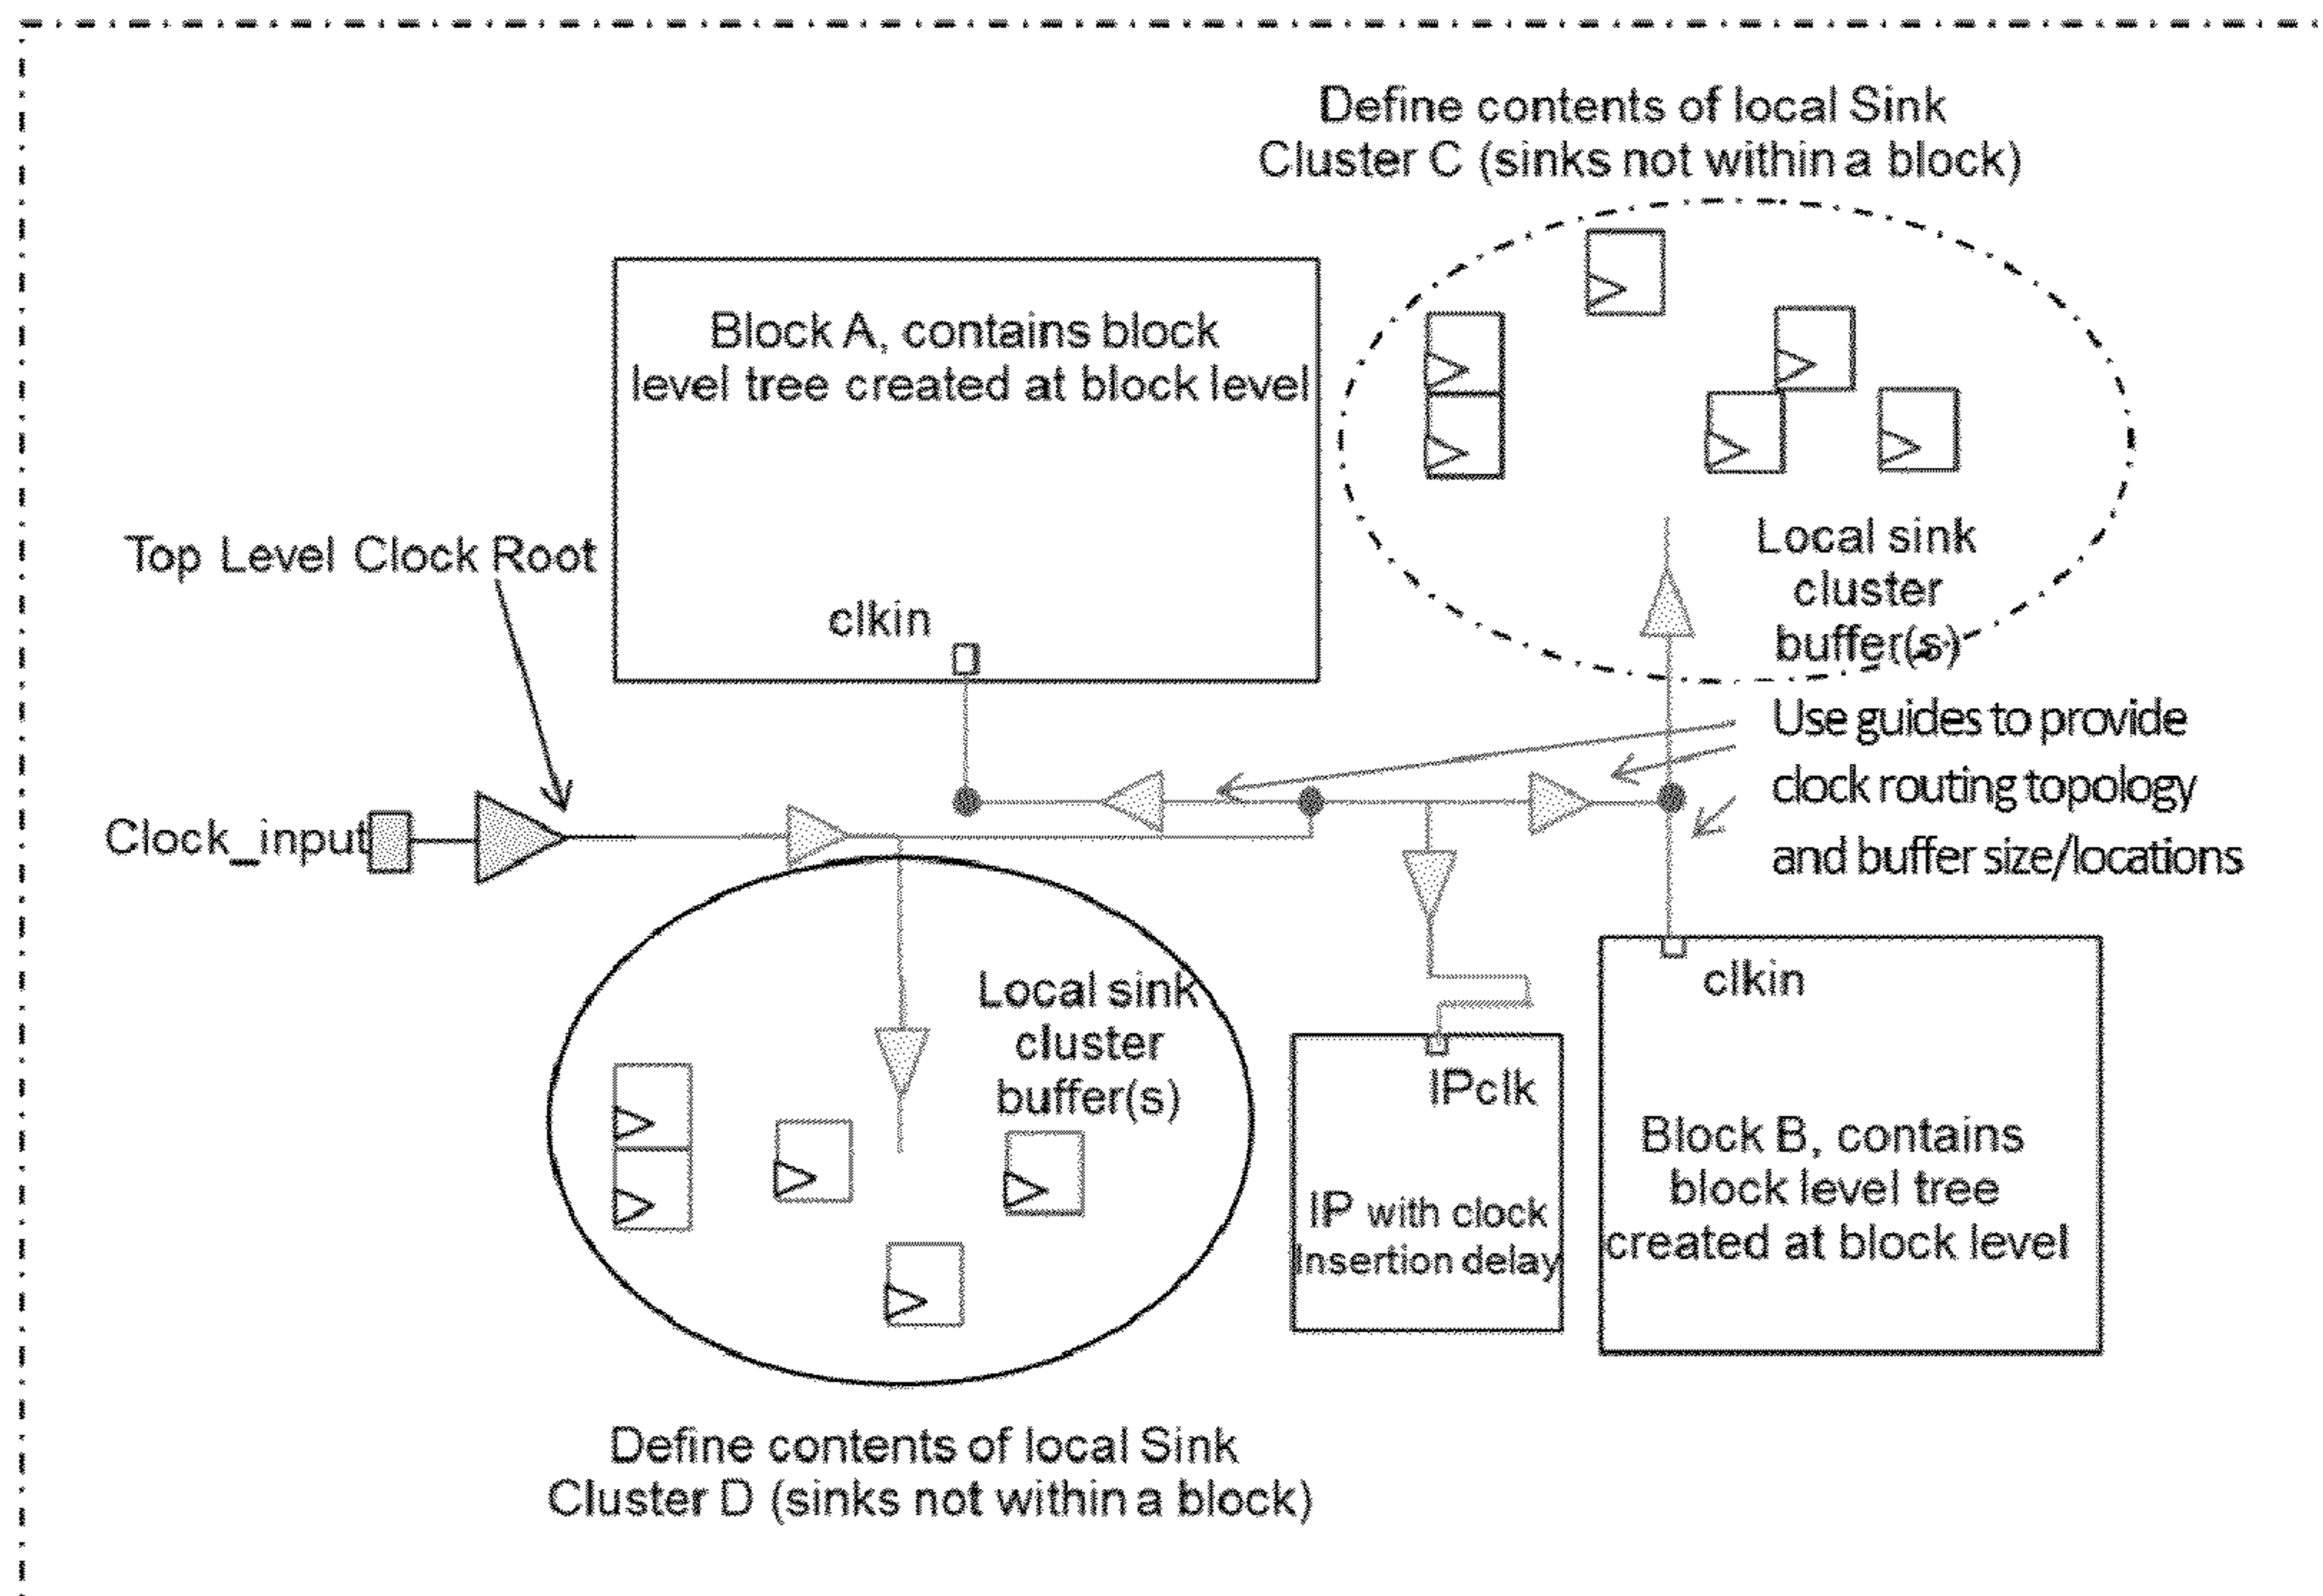 Define contents of local Sink
Cluster C (sinks not within a block)
Block A, contains block
level tree created at block level
Top Level Clock Root
clkin
Local sink
cluster
buffer(s)
Use guides to provide
clock routing topology
and buffer size/locations
Clock_input
Local sink
cluster
buffer(s)
clkin
IPclk
IP with clock
Insertion delay
Block B, contains
block level tree
created at block level
Define contents of local Sink
Cluster D (sinks not within a block)